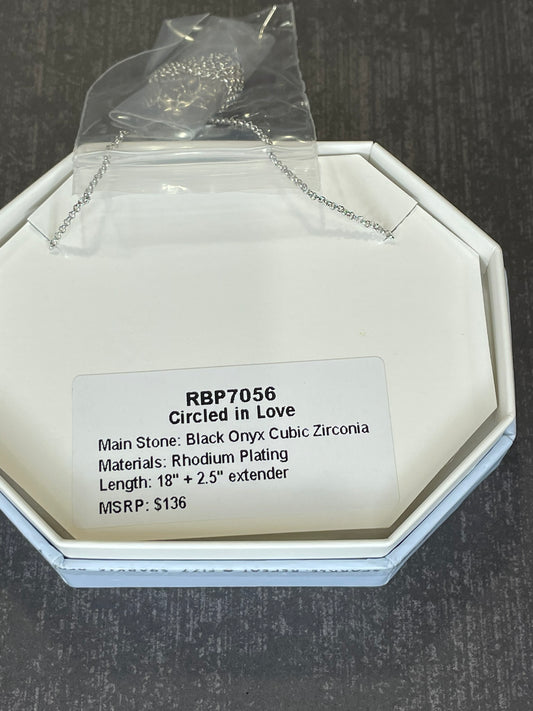 RBP7056
Circled in Love
Main Stone: Black Onyx Cubic Zirconia
Materials: Rhodium Plating
Length: 18" + 2.5" extender
MSRP: $136